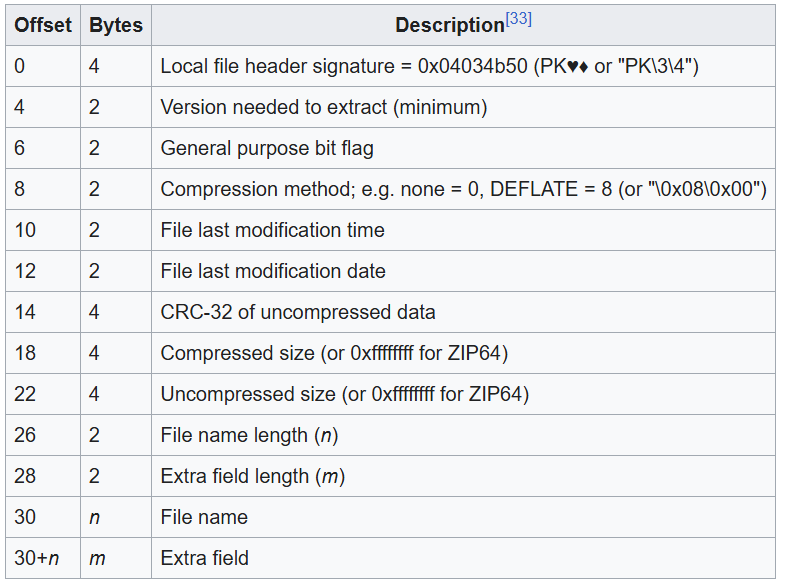 Offset Bytes Description[33]
0 4 Local file header signature = 0x04034b50 (PK♥♦ or "PK\3\4")
4 2 Version needed to extract (minimum)
6 2 General purpose bit flag
8 2 Compression method; e.g. none = 0, DEFLATE = 8 (or "\0x08\0x00")
10 2 File last modification time
12 2 File last modification date
14 4 CRC-32 of uncompressed data
18 4 Compressed size (or 0xffffffff for ZIP64)
22 4 Uncompressed size (or 0xffffffff for ZIP64)
26 2 File name length (n)
28 2 Extra field length (m)
30 n File name
30+n m Extra field